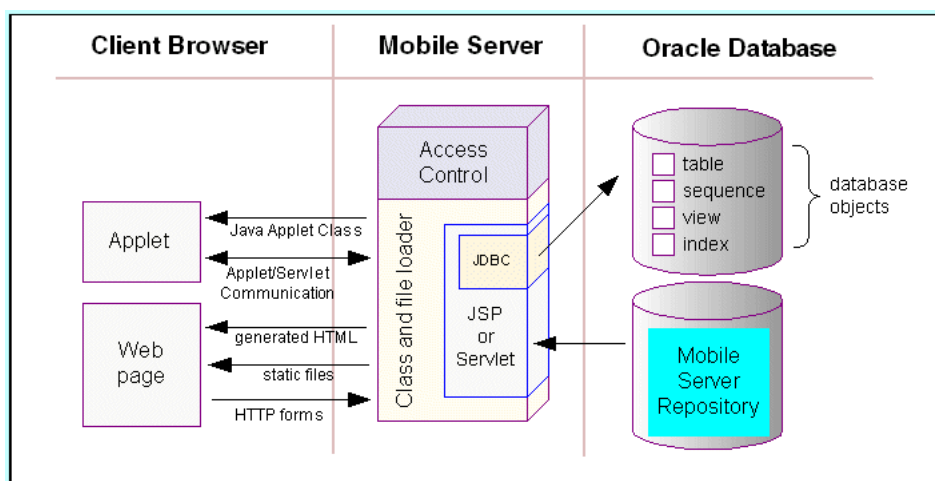 Client Browser
Mobile Server
Oracle Database
Access
Control
Class and file loader
JDBC
JSP
or
Servlet
Applet
Java Applet Class
Applet/Servlet
Communication
Web
page
generated HTML
static files
HTTP forms
table
sequence
view
index
database
objects
Mobile
Server
Repository